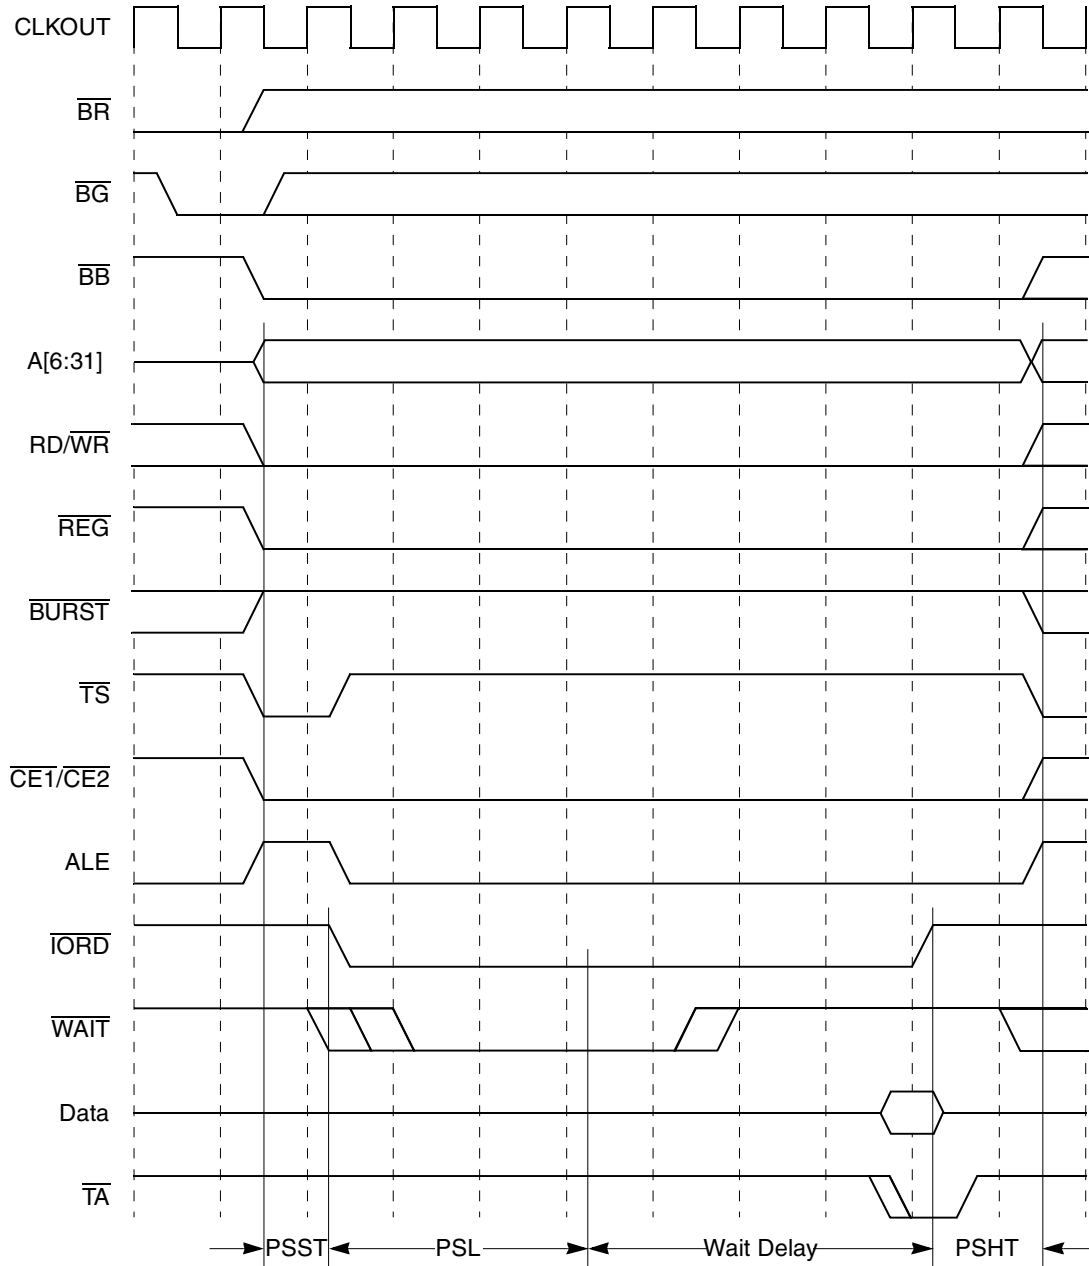 CLKOUT
BR
BG
BB
A[6:31]
RD/WR
REG
BURST
TS
CE1/CE2
ALE
IORD
WAIT
Data
TA
PSST PSL Wait Delay PSHT